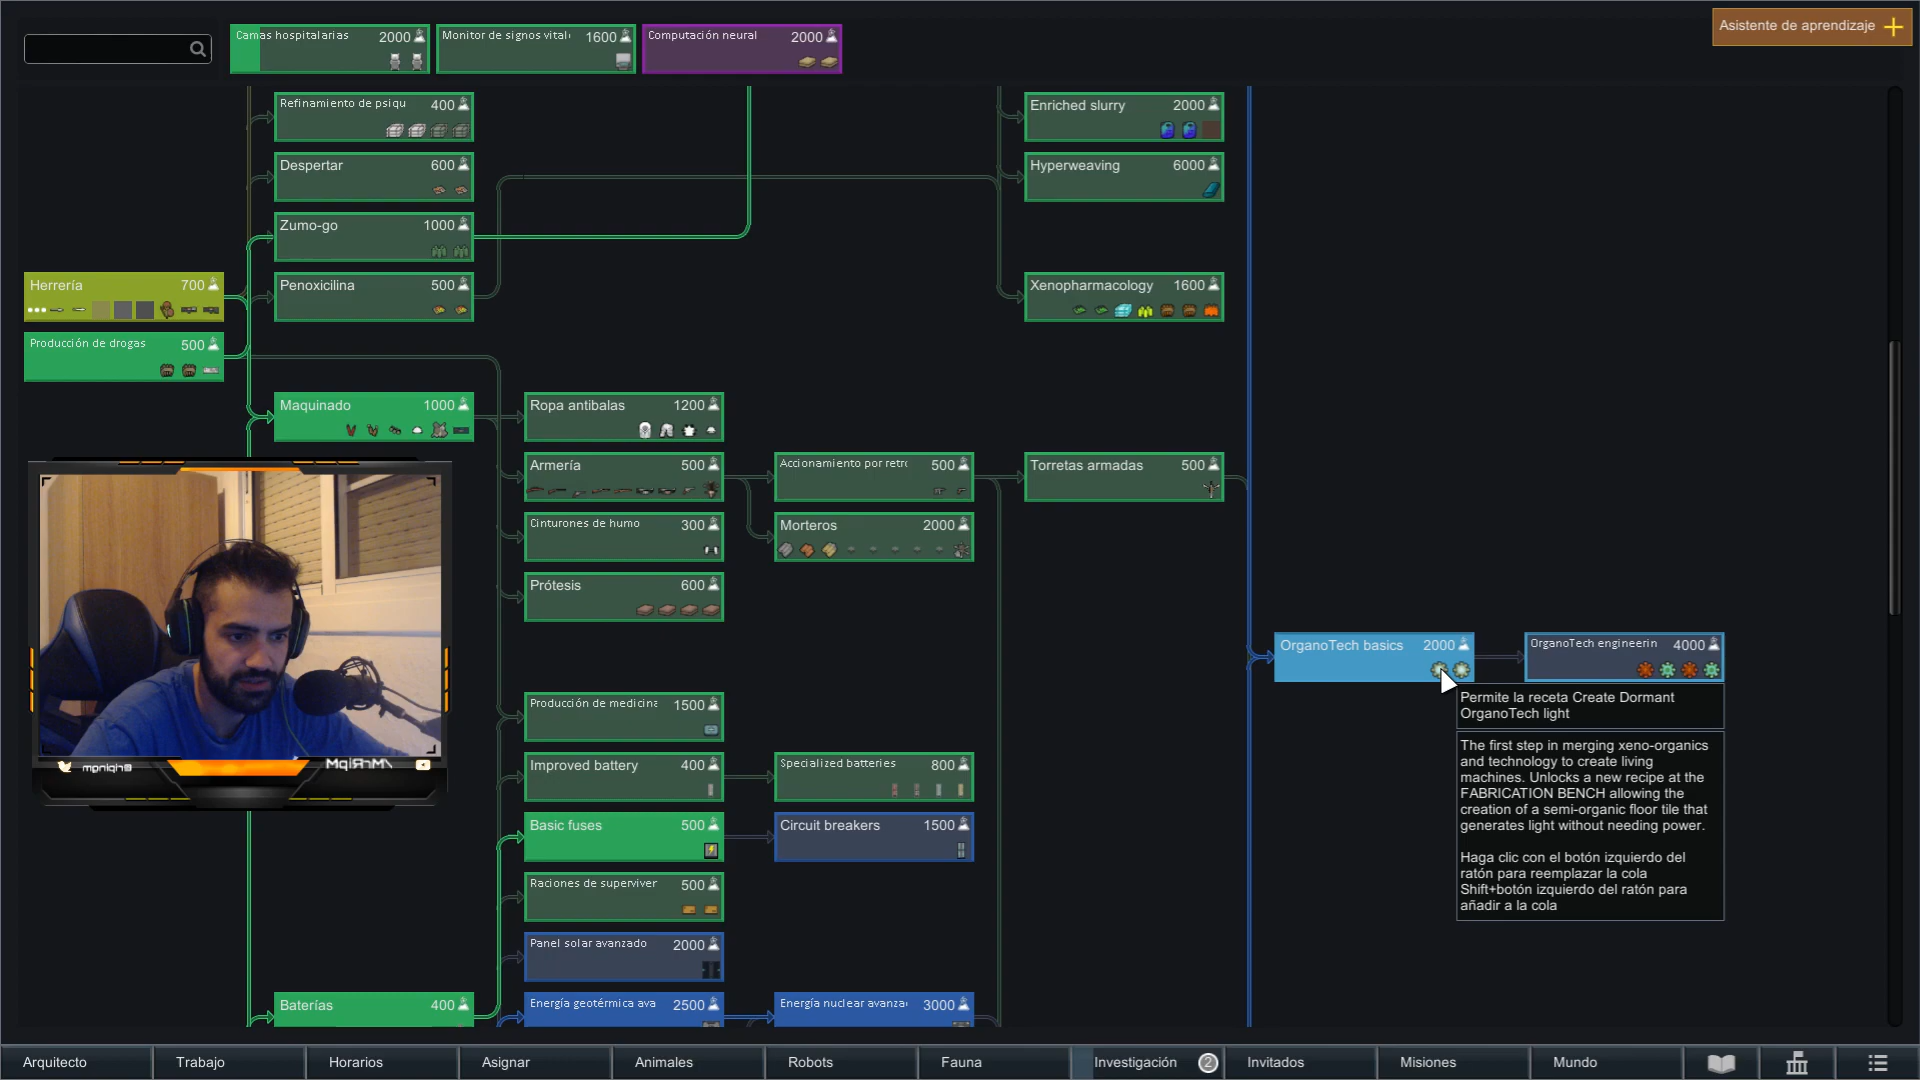 Camas hospitalarias 2000
Monitor de signos vital 1600
Computación neural 2000
Asistente de aprendizaje
Refinamiento de psiqu 400
Enriched slurry 2000
Despertar 600
Hyperweaving 6000
Zumo-go 1000
Herrería 700
Penoxicilina 500
Xenopharmacology 1600
Producción de drogas 500
Maquinado 1000
Ropa antibalas 1200
Armería 500
Accionamiento por retro 500
Torretas armadas 500
Cinturones de humo 300
Morteros 2000
Prótesis 600
OrganoTech basics 2000
OrganoTech engineerin 4000
Permite la receta Create Dormant
OrganoTech light
Producción de medicina 1500
The first step in merging xeno-organics
and technology to create living
machines. Unlocks a new recipe at the
FABRICATION BENCH allowing the
creation of a semi-organic floor tile that
generates light without needing power.
Improved battery 400
Specialized batteries 800
Basic fuses 500
Circuit breakers 1500
Haga clic con el botón izquierdo del
ratón para reemplazar la cola
Shift+botón izquierdo del ratón para
añadir a la cola
Raciones de superviver 500
Panel solar avanzado 2000
Baterías 400
Energía geotérmica ava 2500
Energía nuclear avanza 3000
Arquitecto
Trabajo
Horarios
Asignar
Animales
Robots
Fauna
Investigación 2
Invitados
Misiones
Mundo